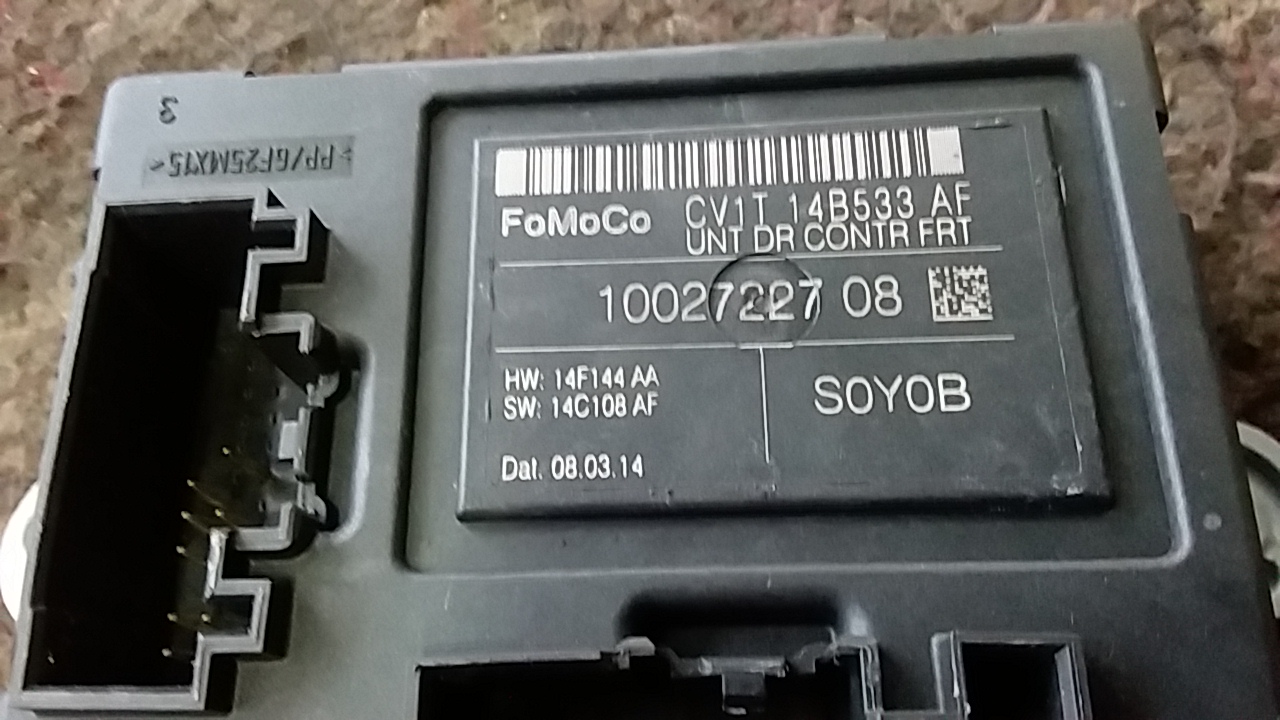 3
>PP/GF25MX15<
FoMoCo CV1T 14B533 AF
UNT DR CONTR FRT
10027227 08
HW: 14F144 AA
SW: 14C108 AF
S0Y0B
Dat. 08.03.14